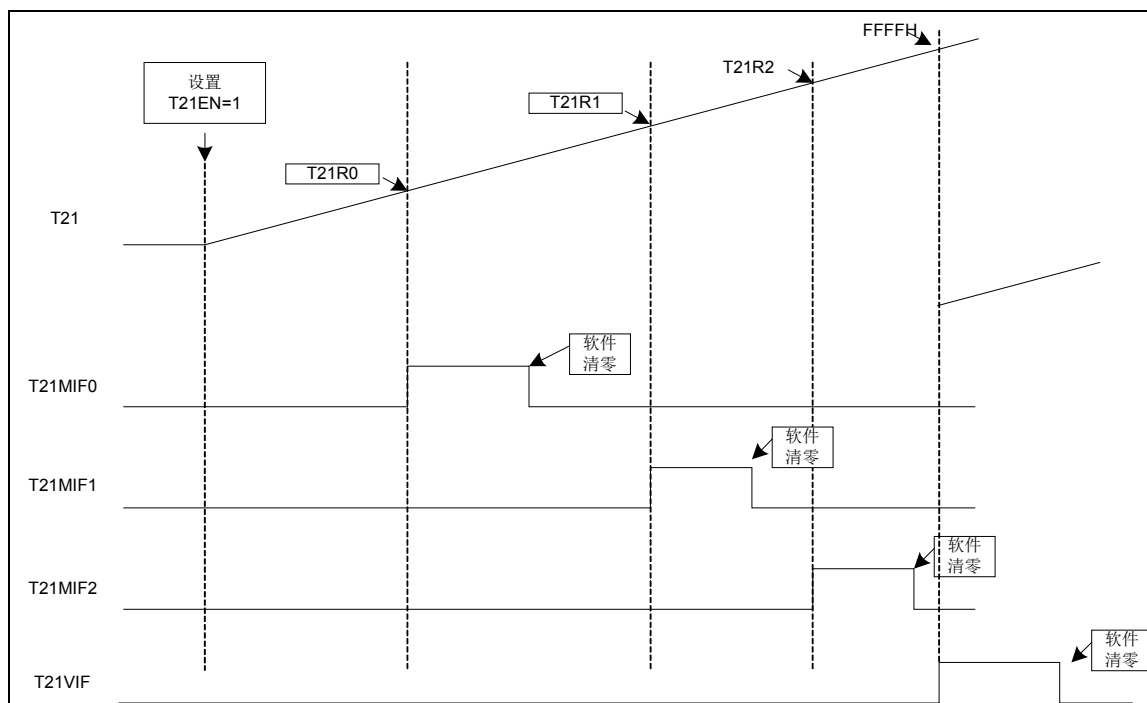 FFFFH
设置
T21EN=1
T21R2
T21R1
T21R0
T21
软件
清零
T21MIF0
软件
清零
T21MIF1
软件
清零
T21MIF2
软件
清零
T21VIF